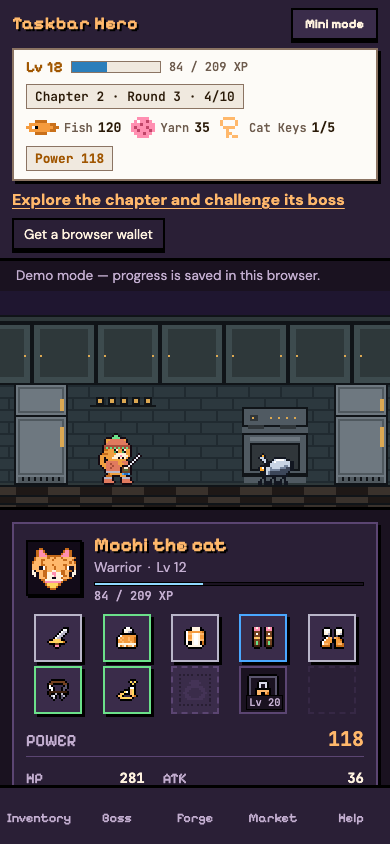 Taskbar Hero
Mini mode
Lv 12
84 / 209 XP
Chapter 2 · Round 3 · 4/10
Fish 120
Yarn 35
Cat Keys 1/5
Power 118
Explore the chapter and challenge its boss
Get a browser wallet
Demo mode — progress is saved in this browser.
Mochi the cat
Warrior · Lv 12
84 / 209 XP
Lv 20
POWER 118
HP 281 ATK 36
Inventory Boss Forge Market Help